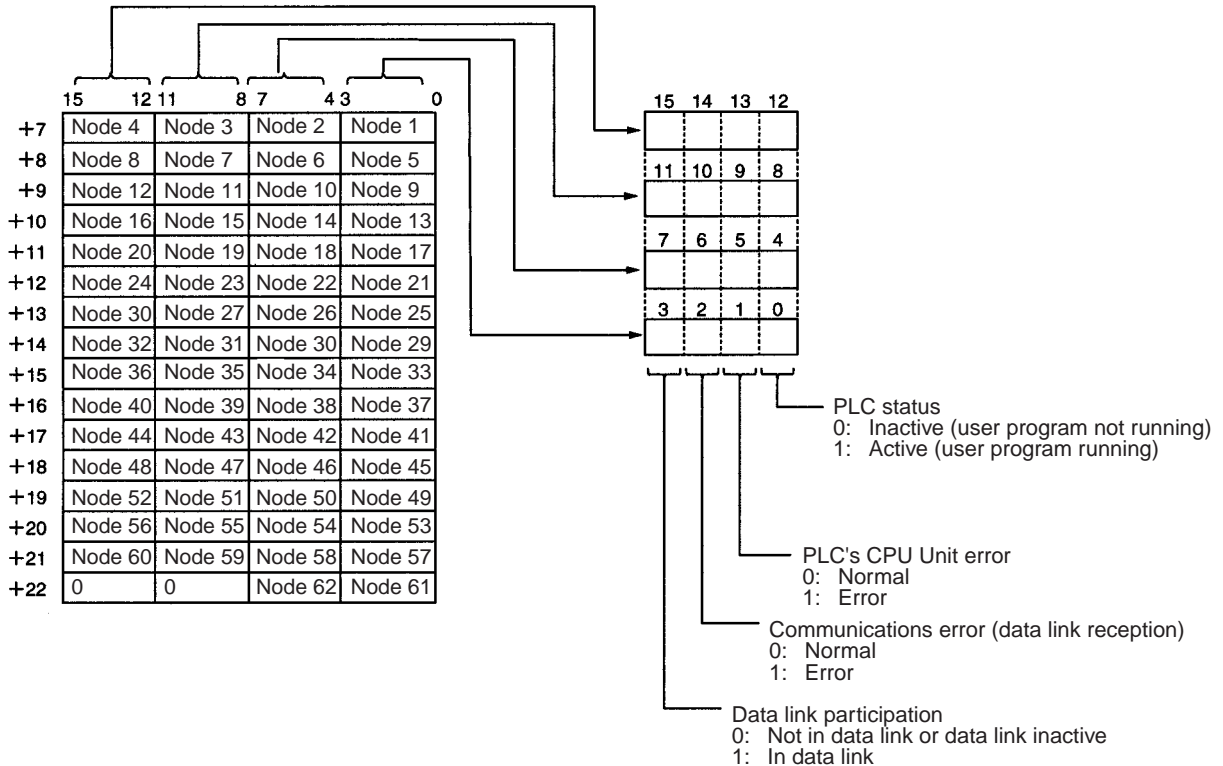 15 12 11 8 7 4 3 0
+7 Node 4 Node 3 Node 2 Node 1
+8 Node 8 Node 7 Node 6 Node 5
+9 Node 12 Node 11 Node 10 Node 9
+10 Node 16 Node 15 Node 14 Node 13
+11 Node 20 Node 19 Node 18 Node 17
+12 Node 24 Node 23 Node 22 Node 21
+13 Node 30 Node 27 Node 26 Node 25
+14 Node 32 Node 31 Node 30 Node 29
+15 Node 36 Node 35 Node 34 Node 33
+16 Node 40 Node 39 Node 38 Node 37
+17 Node 44 Node 43 Node 42 Node 41
+18 Node 48 Node 47 Node 46 Node 45
+19 Node 52 Node 51 Node 50 Node 49
+20 Node 56 Node 55 Node 54 Node 53
+21 Node 60 Node 59 Node 58 Node 57
+22 0 0 Node 62 Node 61
15 14 13 12
11 10 9 8
7 6 5 4
3 2 1 0
PLC status
0: Inactive (user program not running)
1: Active (user program running)
PLC's CPU Unit error
0: Normal
1: Error
Communications error (data link reception)
0: Normal
1: Error
Data link participation
0: Not in data link or data link inactive
1: In data link